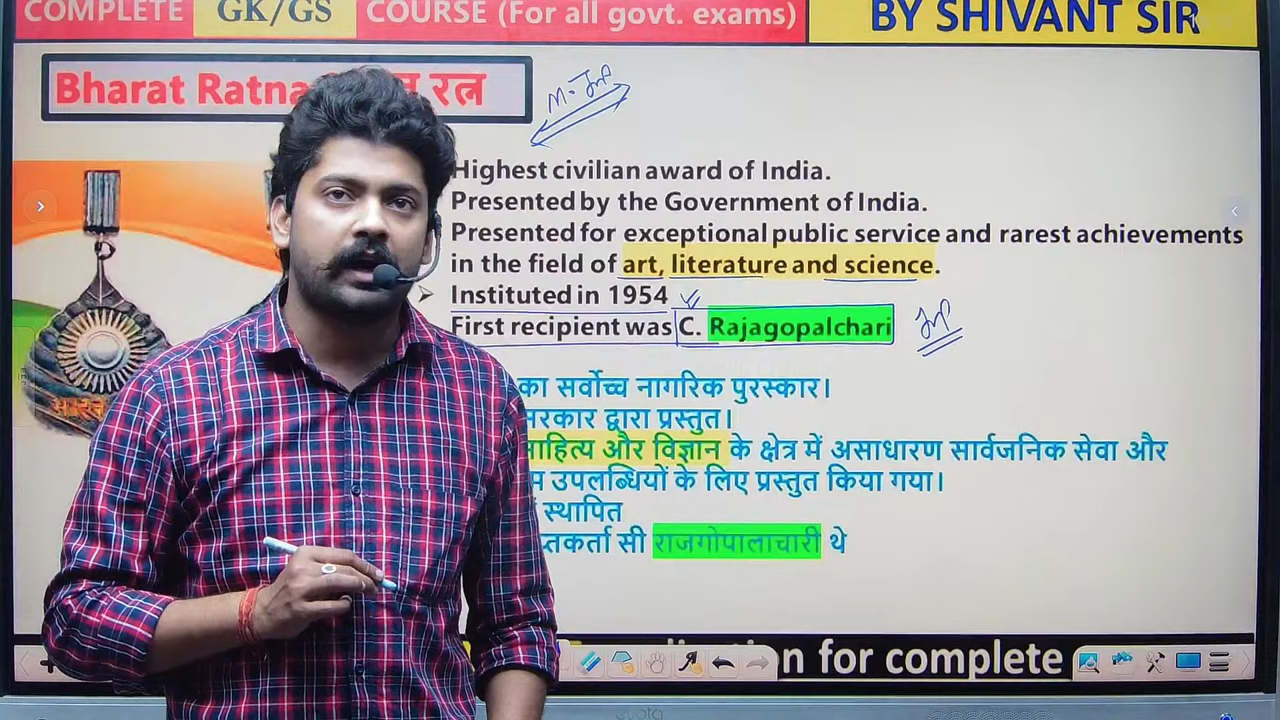 COMPLETE GK/GS COURSE (For all govt. exams) BY SHIVANT SIR
Bharat Ratna रत्न
M. Imp
Highest civilian award of India.
Presented by the Government of India.
Presented for exceptional public service and rarest achievements
in the field of art, literature and science.
Instituted in 1954
First recipient was C. Rajagopalchari
Imp
का सर्वोच्च नागरिक पुरस्कार।
सरकार द्वारा प्रस्तुत।
साहित्य और विज्ञान के क्षेत्र में असाधारण सार्वजनिक सेवा और
उपलब्धियों के लिए प्रस्तुत किया गया।
स्थापित
सी राजगोपालाचारी थे
for complete